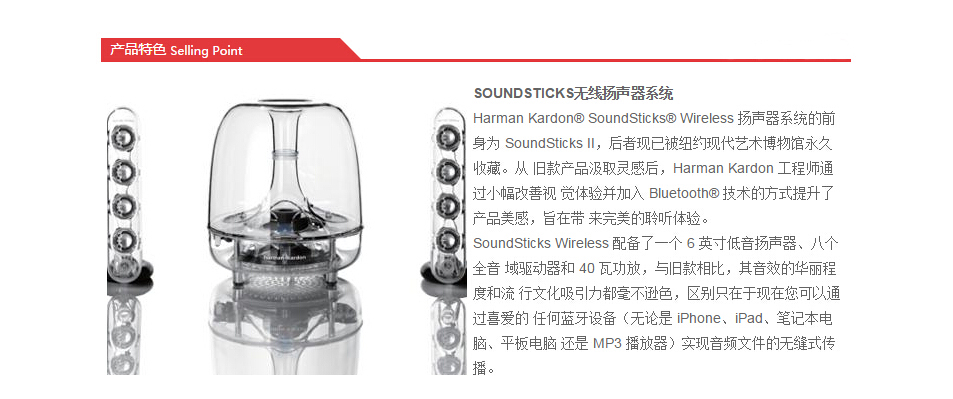 产品特色 Selling Point
SOUNDSTICKS无线扬声器系统
Harman Kardon® SoundSticks® Wireless 扬声器系统的前
身为 SoundSticks II，后者现已被纽约现代艺术博物馆永久
收藏。从 旧款产品汲取灵感后，Harman Kardon 工程师通
过小幅改善视 觉体验并加入 Bluetooth® 技术的方式提升了
产品美感，旨在带 来完美的聆听体验。
SoundSticks Wireless 配备了一个 6 英寸低音扬声器、八个
全音 域驱动器和 40 瓦功放，与旧款相比，其音效的华丽程
度和流 行文化吸引力都毫不逊色，区别只在于现在您可以通
过喜爱的 任何蓝牙设备（无论是 iPhone、iPad、笔记本电
脑、平板电脑 还是 MP3 播放器）实现音频文件的无缝式传
播。
harman kardon